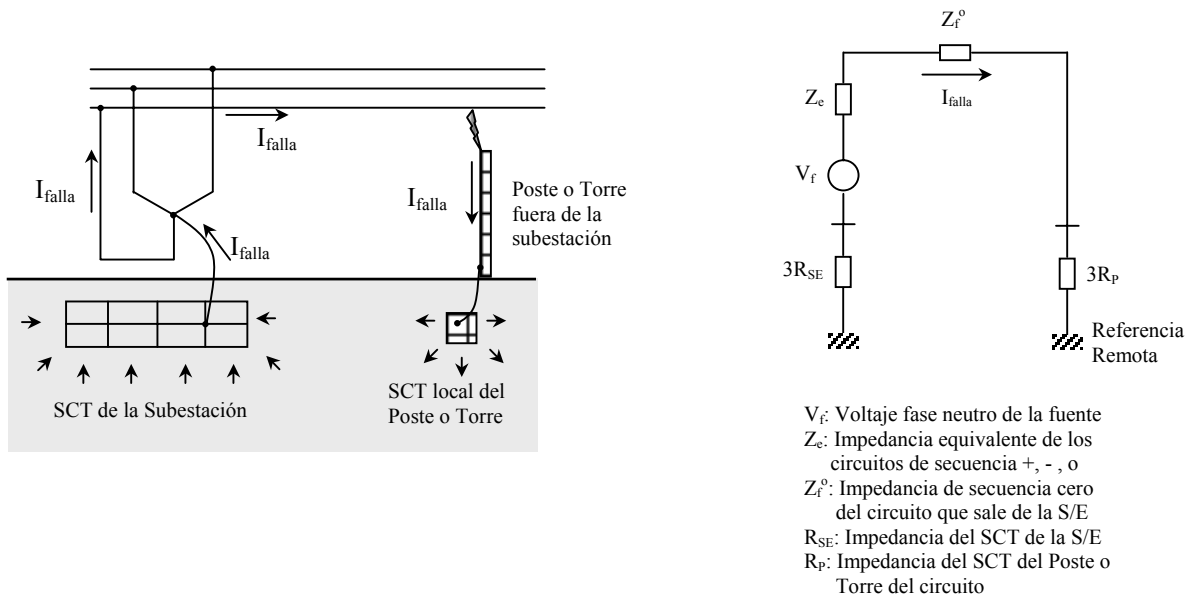 I_falla
I_falla
I_falla
I_falla
Poste o Torre
fuera de la
subestación
SCT de la Subestación
SCT local del
Poste o Torre
Z_f^o
Z_e
I_falla
V_f
3R_SE
3R_P
Referencia
Remota
V_f: Voltaje fase neutro de la fuente
Z_e: Impedancia equivalente de los
circuitos de secuencia +, - , o
Z_f^o: Impedancia de secuencia cero
del circuito que sale de la S/E
R_SE: Impedancia del SCT de la S/E
R_P: Impedancia del SCT del Poste o
Torre del circuito